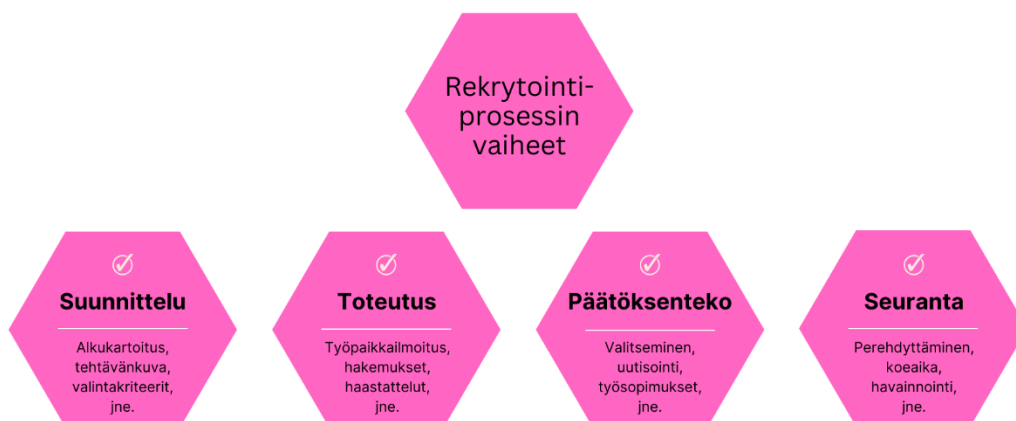 Rekrytointi-
prosessin
vaiheet
Suunnittelu
Alkukartoitus,
tehtävänkuva,
valintakriteerit,
jne.
Toteutus
Työpaikkailmoitus,
hakemukset,
haastattelut,
jne.
Päätöksenteko
Valitseminen,
uutisointi,
työsopimukset,
jne.
Seuranta
Perehdyttäminen,
koeaika,
havainnointi,
jne.